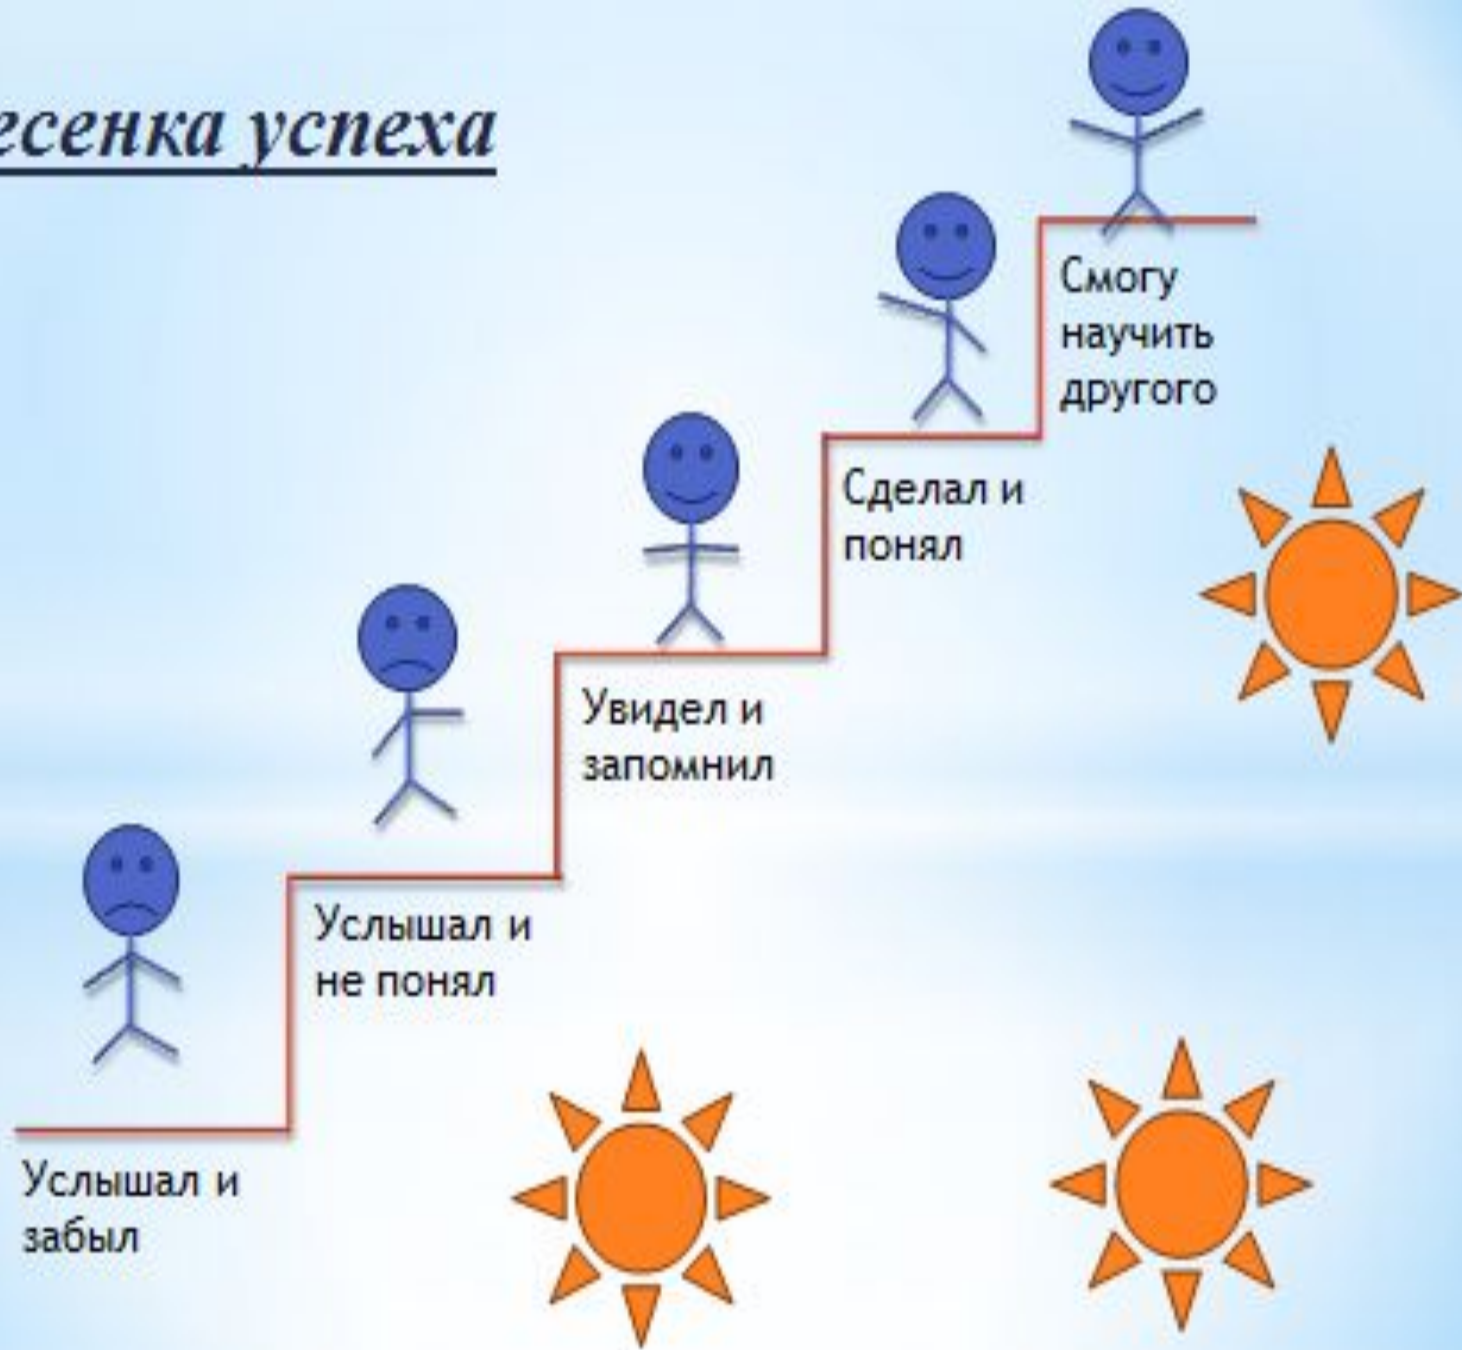 есенка успеха
Смогу
научить
другого
Сделал и
понял
Увидел и
запомнил
Услышал и
не понял
Услышал и
забыл